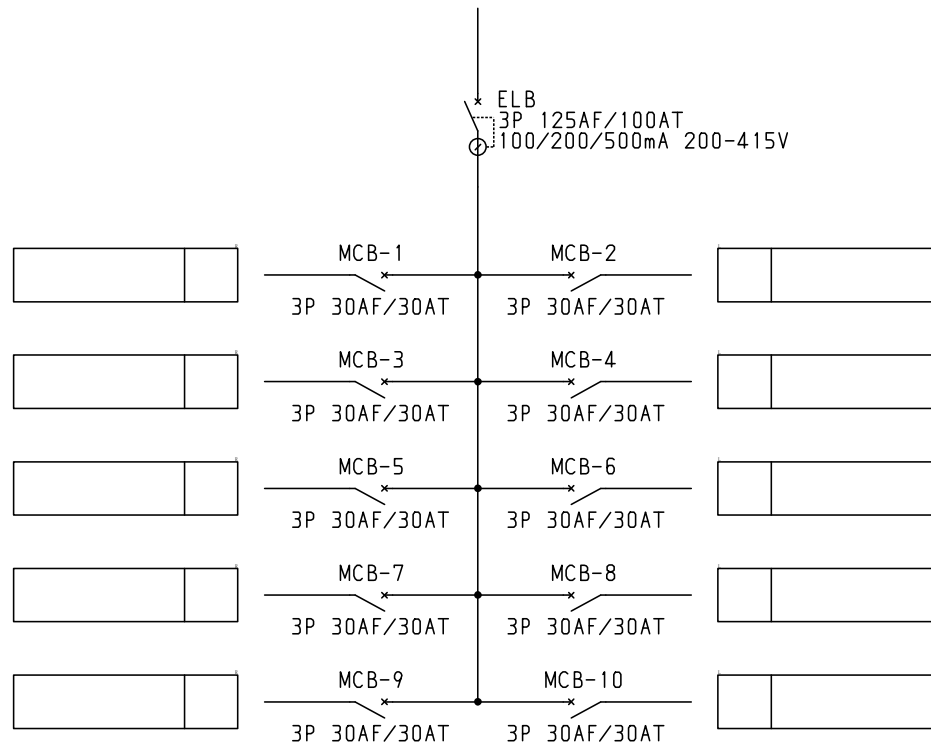 ELB
3P 125AF/100AT
100/200/500mA 200-415V
MCB-1
MCB-2
3P 30AF/30AT
3P 30AF/30AT
MCB-3
MCB-4
3P 30AF/30AT
3P 30AF/30AT
MCB-5
MCB-6
3P 30AF/30AT
3P 30AF/30AT
MCB-7
MCB-8
3P 30AF/30AT
3P 30AF/30AT
MCB-9
MCB-10
3P 30AF/30AT
3P 30AF/30AT